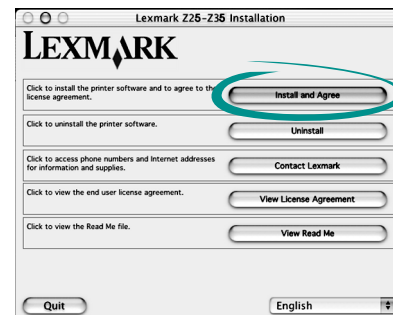 Lexmark Z25-Z35 Installation
LEXMARK
Click to install the printer software and to agree to the
license agreement.
Install and Agree
Click to uninstall the printer software.
Uninstall
Click to access phone numbers and Internet addresses
for information and supplies.
Contact Lexmark
Click to view the end user license agreement.
View License Agreement
Click to view the Read Me file.
View Read Me
Quit
English